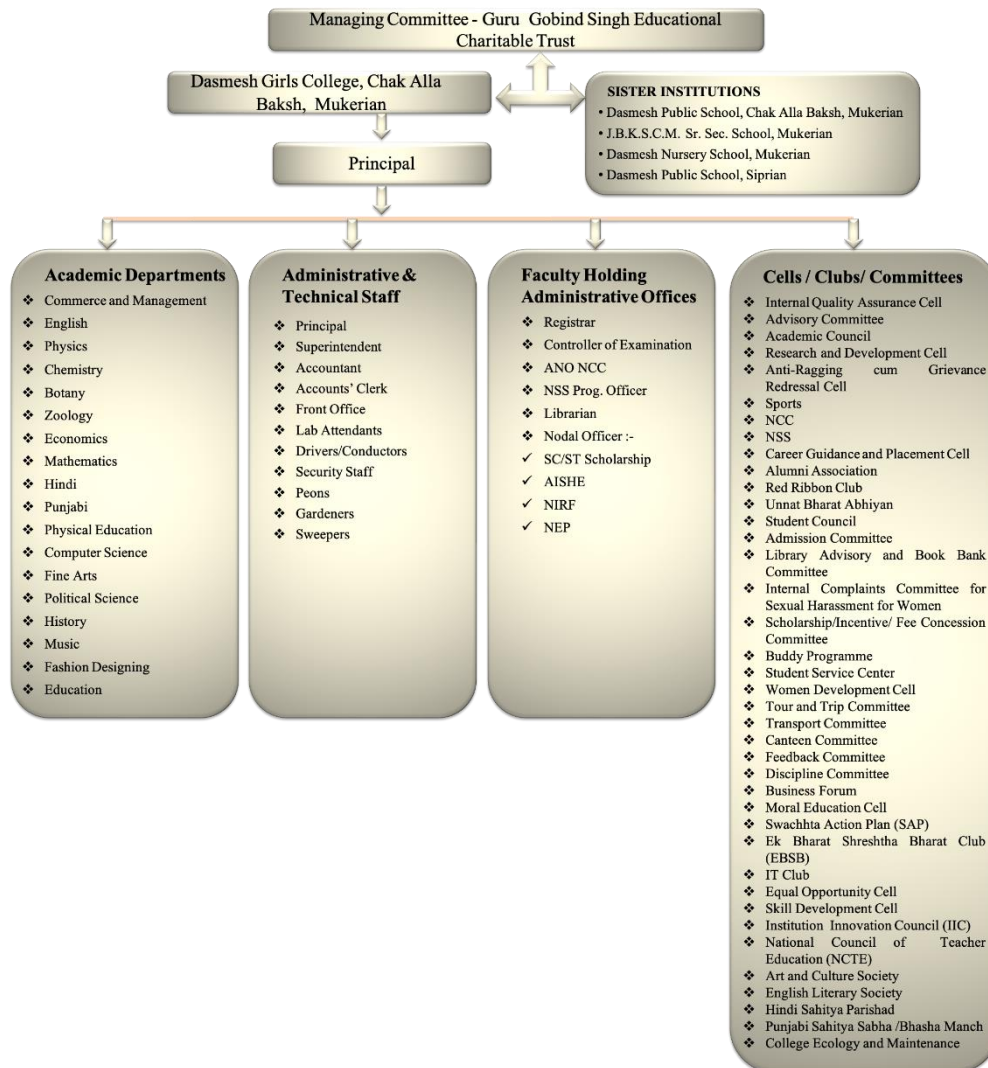 Managing Committee - Guru Gobind Singh Educational
Charitable Trust
Dasmesh Girls College, Chak Alla
Baksh, Mukerian
SISTER INSTITUTIONS
• Dasmesh Public School, Chak Alla Baksh, Mukerian
• J.B.K.S.C.M. Sr. Sec. School, Mukerian
• Dasmesh Nursery School, Mukerian
• Dasmesh Public School, Siprian
Principal
Academic Departments
❖ Commerce and Management
❖ English
❖ Physics
❖ Chemistry
❖ Botany
❖ Zoology
❖ Economics
❖ Mathematics
❖ Hindi
❖ Punjabi
❖ Physical Education
❖ Computer Science
❖ Fine Arts
❖ Political Science
❖ History
❖ Music
❖ Fashion Designing
❖ Education
Administrative &
Technical Staff
❖ Principal
❖ Superintendent
❖ Accountant
❖ Accounts' Clerk
❖ Front Office
❖ Lab Attendants
❖ Drivers/Conductors
❖ Security Staff
❖ Peons
❖ Gardeners
❖ Sweepers
Faculty Holding
Administrative Offices
❖ Registrar
❖ Controller of Examination
❖ ANO NCC
❖ NSS Prog. Officer
❖ Librarian
❖ Nodal Officer :-
✓ SC/ST Scholarship
✓ AISHE
✓ NIRF
✓ NEP
Cells / Clubs/ Committees
❖ Internal Quality Assurance Cell
❖ Advisory Committee
❖ Academic Council
❖ Research and Development Cell
❖ Anti-Ragging cum Grievance
Redressal Cell
❖ Sports
❖ NCC
❖ NSS
❖ Career Guidance and Placement Cell
❖ Alumni Association
❖ Red Ribbon Club
❖ Unnat Bharat Abhiyan
❖ Student Council
❖ Admission Committee
❖ Library Advisory and Book Bank
Committee
❖ Internal Complaints Committee for
Sexual Harassment for Women
❖ Scholarship/Incentive/ Fee Concession
Committee
❖ Buddy Programme
❖ Student Service Center
❖ Women Development Cell
❖ Tour and Trip Committee
❖ Transport Committee
❖ Canteen Committee
❖ Feedback Committee
❖ Discipline Committee
❖ Business Forum
❖ Moral Education Cell
❖ Swachhta Action Plan (SAP)
❖ Ek Bharat Shreshtha Bharat Club
(EBSB)
❖ IT Club
❖ Equal Opportunity Cell
❖ Skill Development Cell
❖ Institution Innovation Council (IIC)
❖ National Council of Teacher
Education (NCTE)
❖ Art and Culture Society
❖ English Literary Society
❖ Hindi Sahitya Parishad
❖ Punjabi Sahitya Sabha /Bhasha Manch
❖ College Ecology and Maintenance